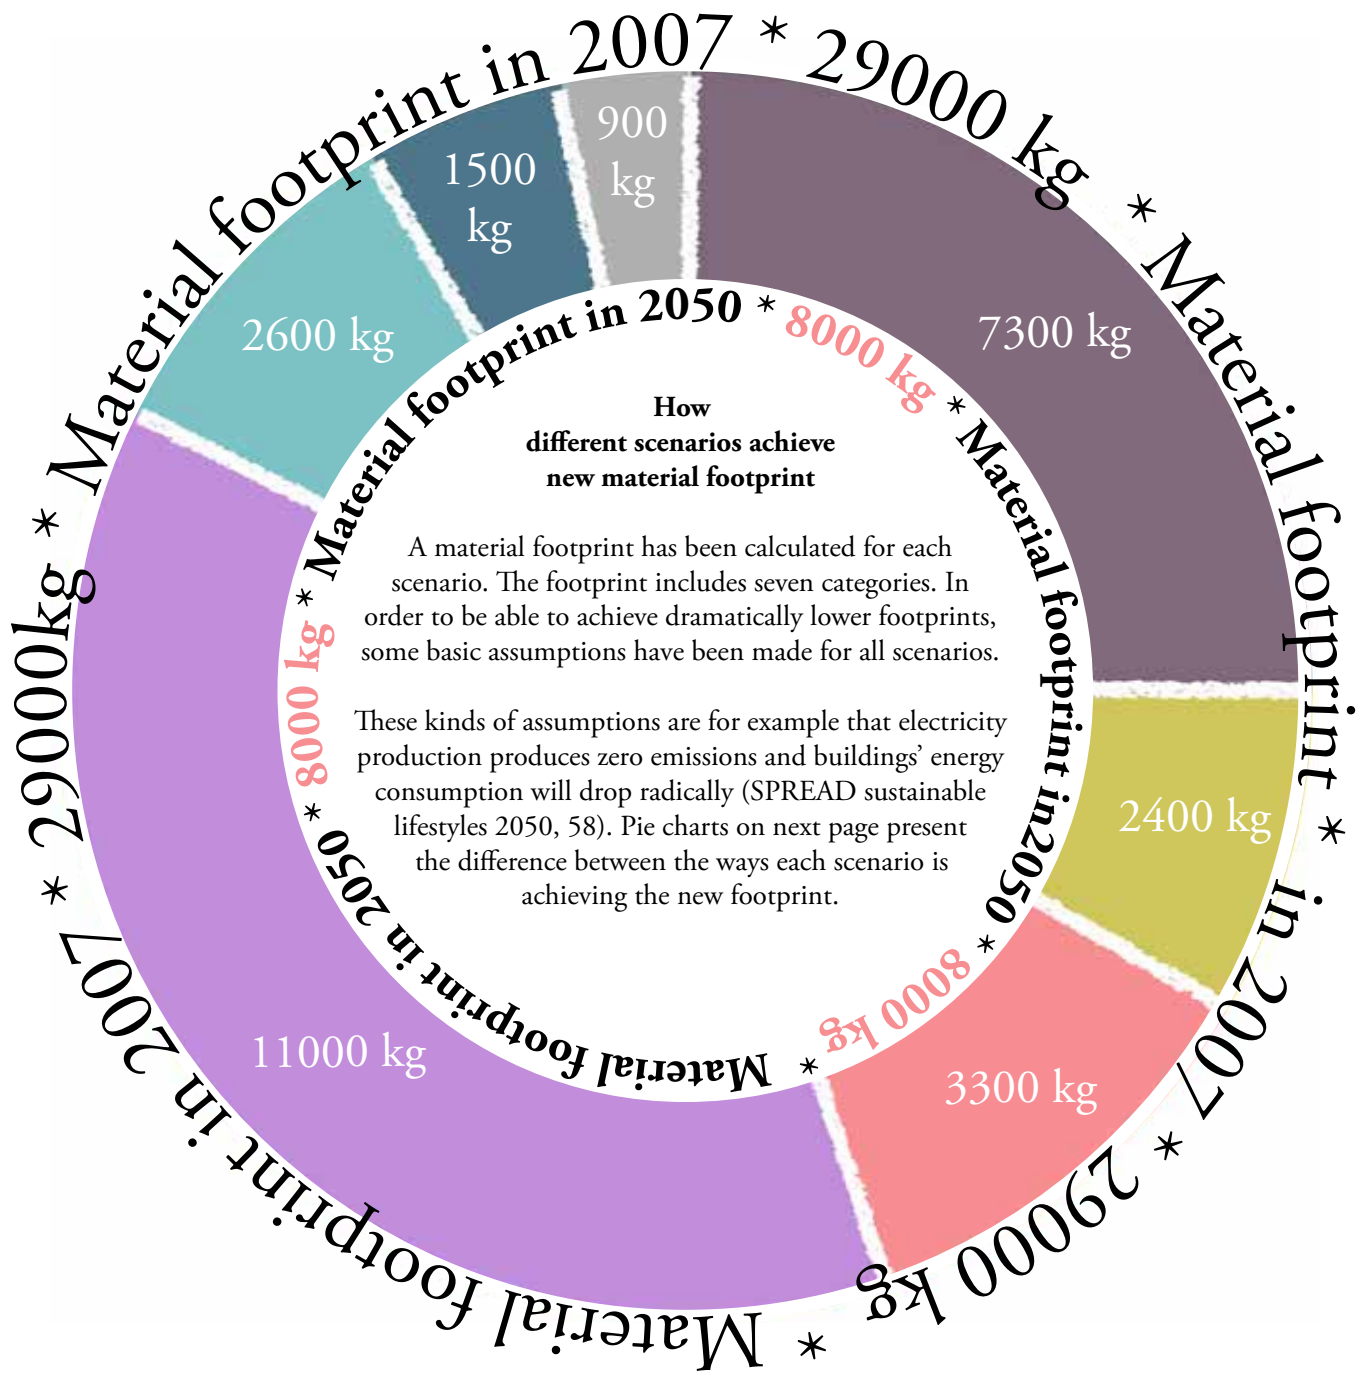 Material footprint in 2007 * 29000 kg * Material footprint * in 2007 * 29000 kg * Material footprint in 2007 * 29000kg *
900
kg
1500
kg
2600 kg
7300 kg
2400 kg
3300 kg
11000 kg
Material footprint in 2050 * 8000 kg * Material footprint in2050 * 8000 kg * Material footprint in 2050 * 8000 kg *
How
different scenarios achieve
new material footprint
A material footprint has been calculated for each
scenario. The footprint includes seven categories. In
order to be able to achieve dramatically lower footprints,
some basic assumptions have been made for all scenarios.
These kinds of assumptions are for example that electricity
production produces zero emissions and buildings’ energy
consumption will drop radically (SPREAD sustainable
lifestyles 2050, 58). Pie charts on next page present
the difference between the ways each scenario is
achieving the new footprint.